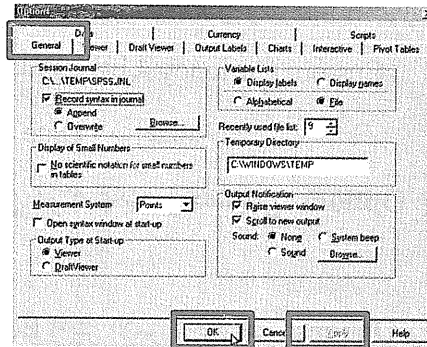 Options
Data Currency Scripts
General Viewer Draft Viewer Output Labels Charts Interactive Pivot Tables
Session Journal
C:\...\TEMP\SPSS.JNL
Record syntax in journal
Append
Overwrite
Browse...
Display of Small Numbers
No scientific notation for small numbers
in tables
Measurement System Points
Open syntax window at start-up
Output Type at Start-up
Viewer
Draft Viewer
Variable Lists
Display labels Display names
Alphabetical File
Recently used file list: 9
Temporary Directory
C:\WINDOWS\TEMP
Output Notification
Raise viewer window
Scroll to new output
Sound: None System beep
Sound Browse...
OK Cancel Apply Help